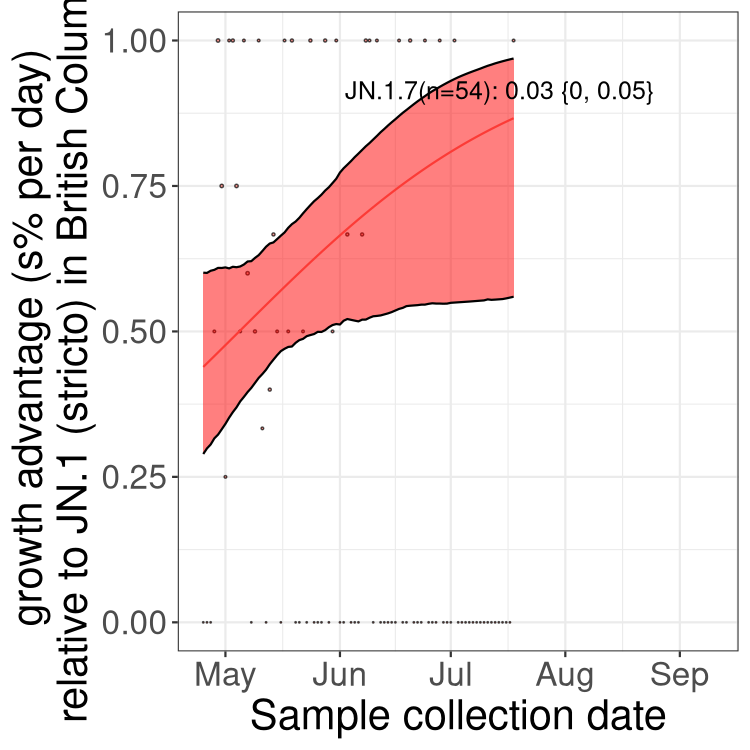 growth advantage (s% per day)
relative to JN.1 (stricto) in British Colum
1.00
0.75
0.50
0.25
0.00
JN.1.7(n=54): 0.03 {0, 0.05}
May Jun Jul Aug Sep
Sample collection date